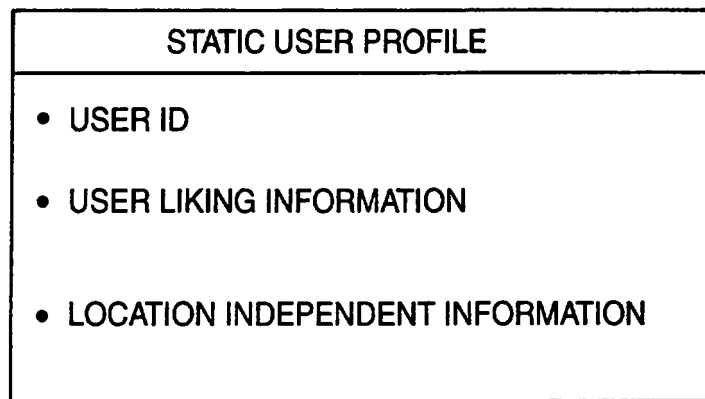 STATIC USER PROFILE
• USER ID
• USER LIKING INFORMATION
• LOCATION INDEPENDENT INFORMATION